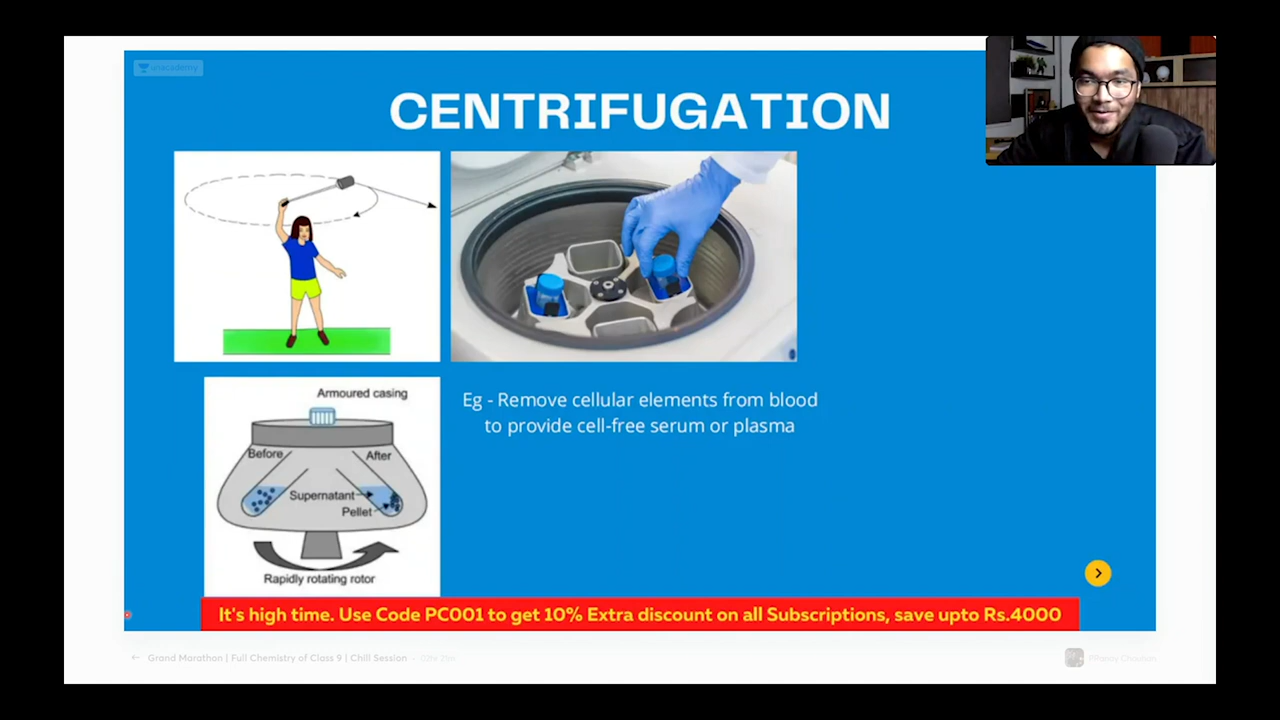 unacademy
CENTRIFUGATION
Armoured casing
Before
After
Supernatant
Pellet
Rapidly rotating rotor
Eg - Remove cellular elements from blood
to provide cell-free serum or plasma
It's high time. Use Code PC001 to get 10% Extra discount on all Subscriptions, save upto Rs.4000
Grand Marathon | Full Chemistry of Class 9 | Chill Session